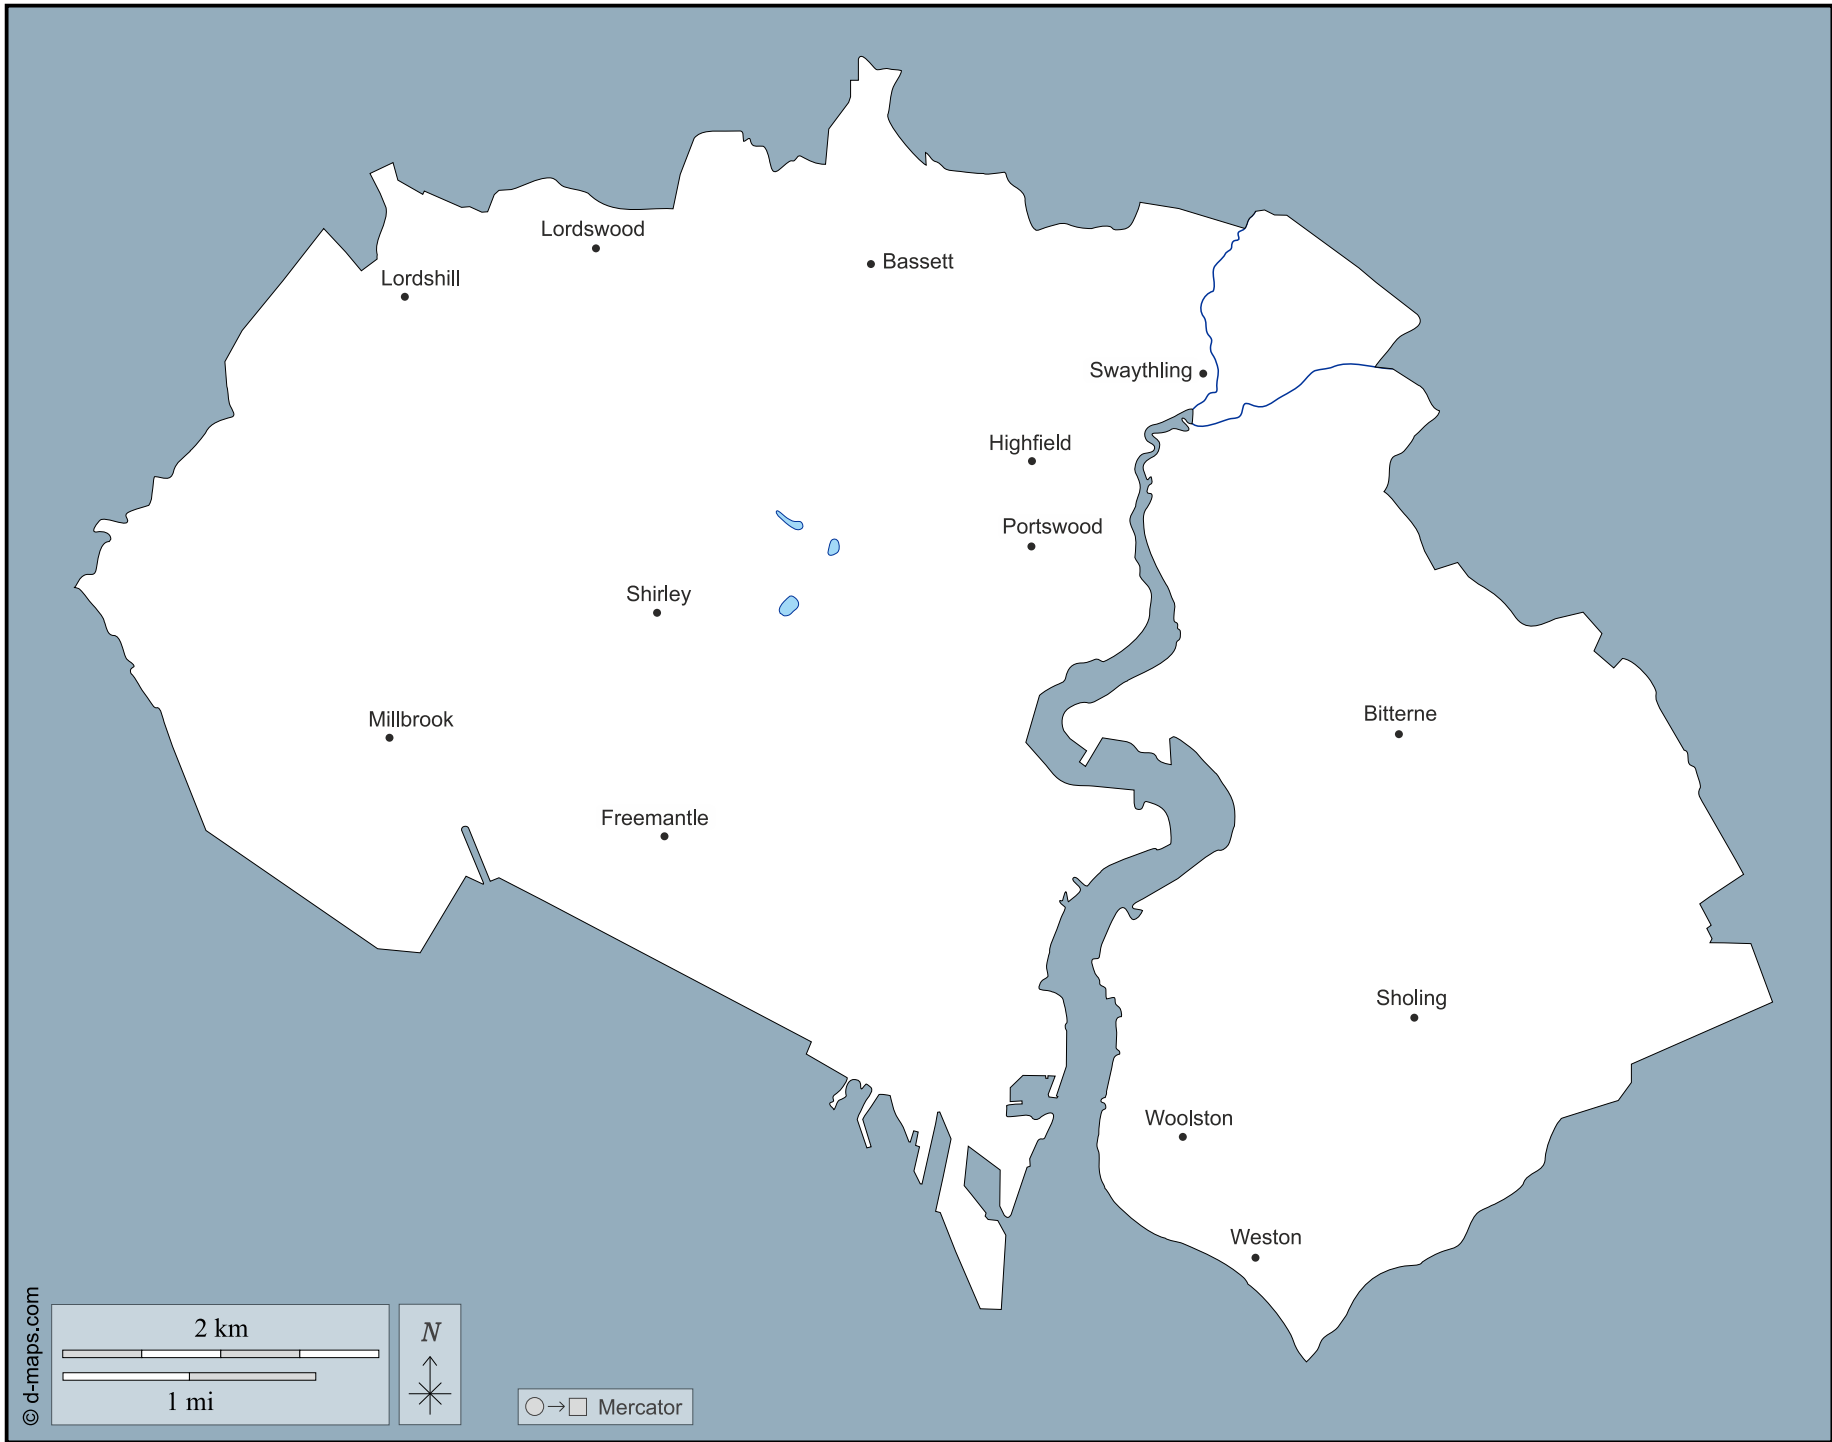 Lordswood
Bassett
Lordshill
Swaythling
Highfield
Portswood
Shirley
Bitterne
Millbrook
Freemantle
Sholing
Woolston
Weston
© d-maps.com
2 km
1 mi
N
Mercator